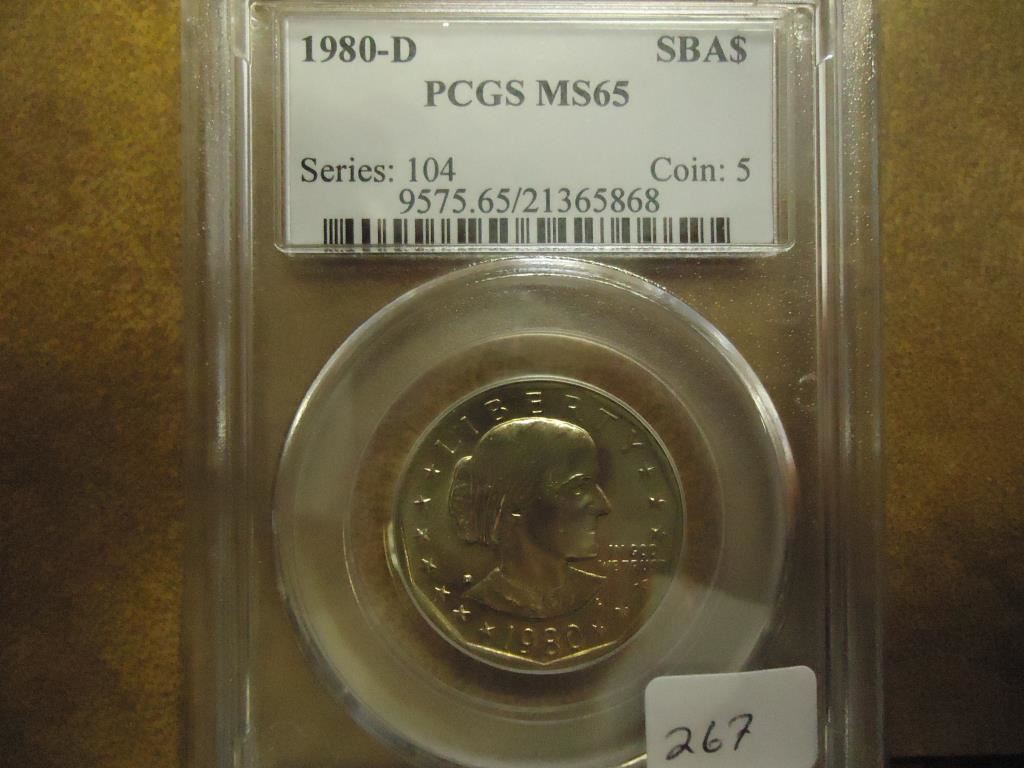 1980-D SBA$
PCGS MS65
Series: 104 Coin: 5
9575.65/21365868
LIBERTY
IN GOD
WE TRUST
D
1980
267